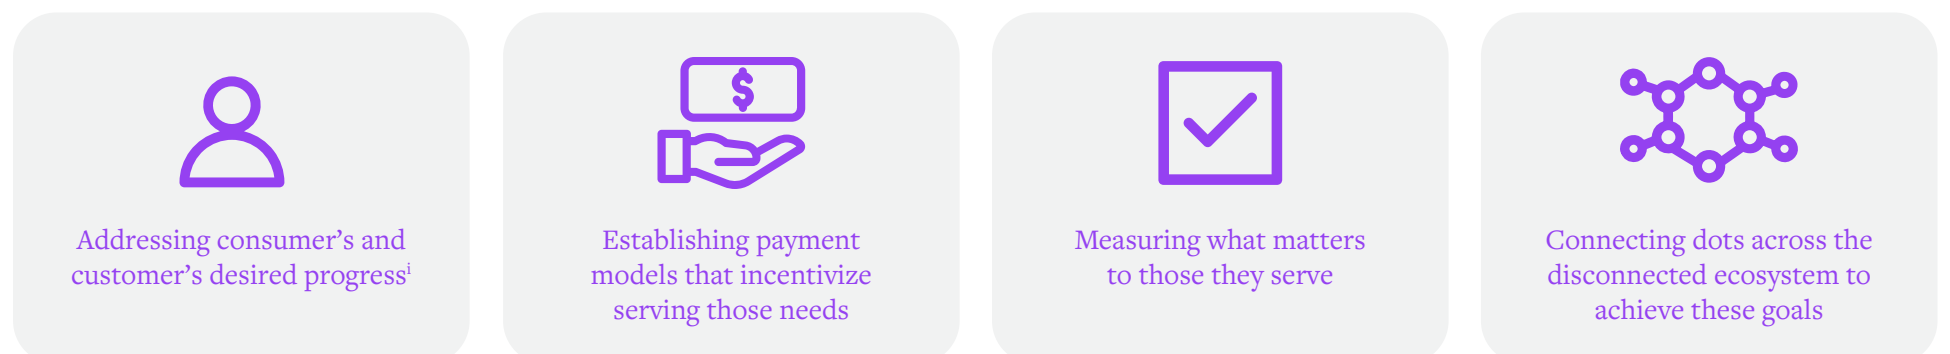 Addressing consumer’s and
customer’s desired progressⁱ
$
Establishing payment
models that incentivize
serving those needs
Measuring what matters
to those they serve
Connecting dots across the
disconnected ecosystem to
achieve these goals